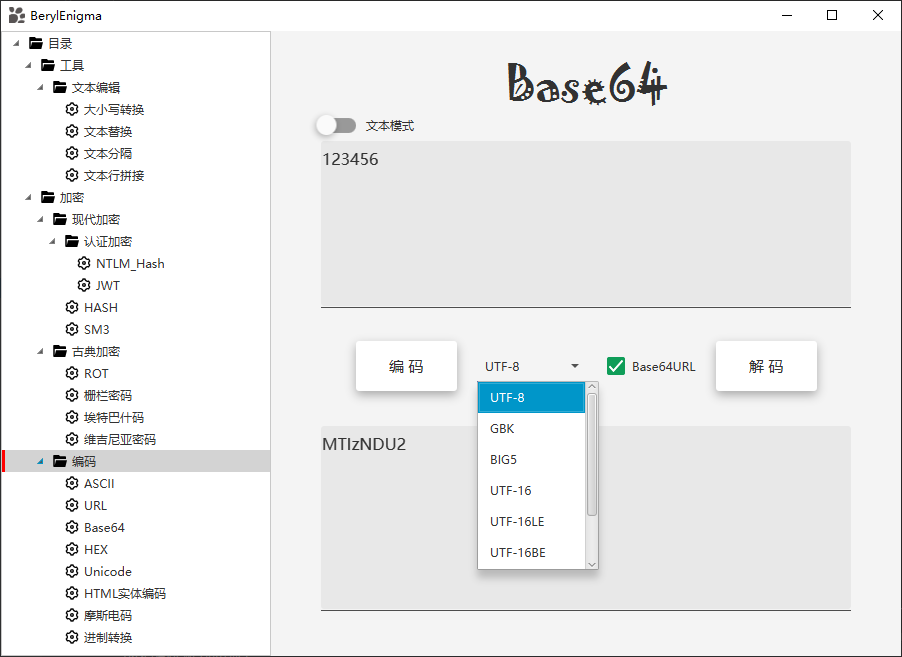 BerylEnigma
目录
工具
文本编辑
大小写转换
文本替换
文本分隔
文本行拼接
加密
现代加密
认证加密
NTLM_Hash
JWT
HASH
SM3
古典加密
ROT
栅栏密码
埃特巴什码
维吉尼亚密码
编码
ASCII
URL
Base64
HEX
Unicode
HTML实体编码
摩斯电码
进制转换
Base64
文本模式
123456
编 码 UTF-8 Base64URL 解 码
UTF-8
GBK
BIG5
UTF-16
UTF-16LE
UTF-16BE
MTIzNDU2